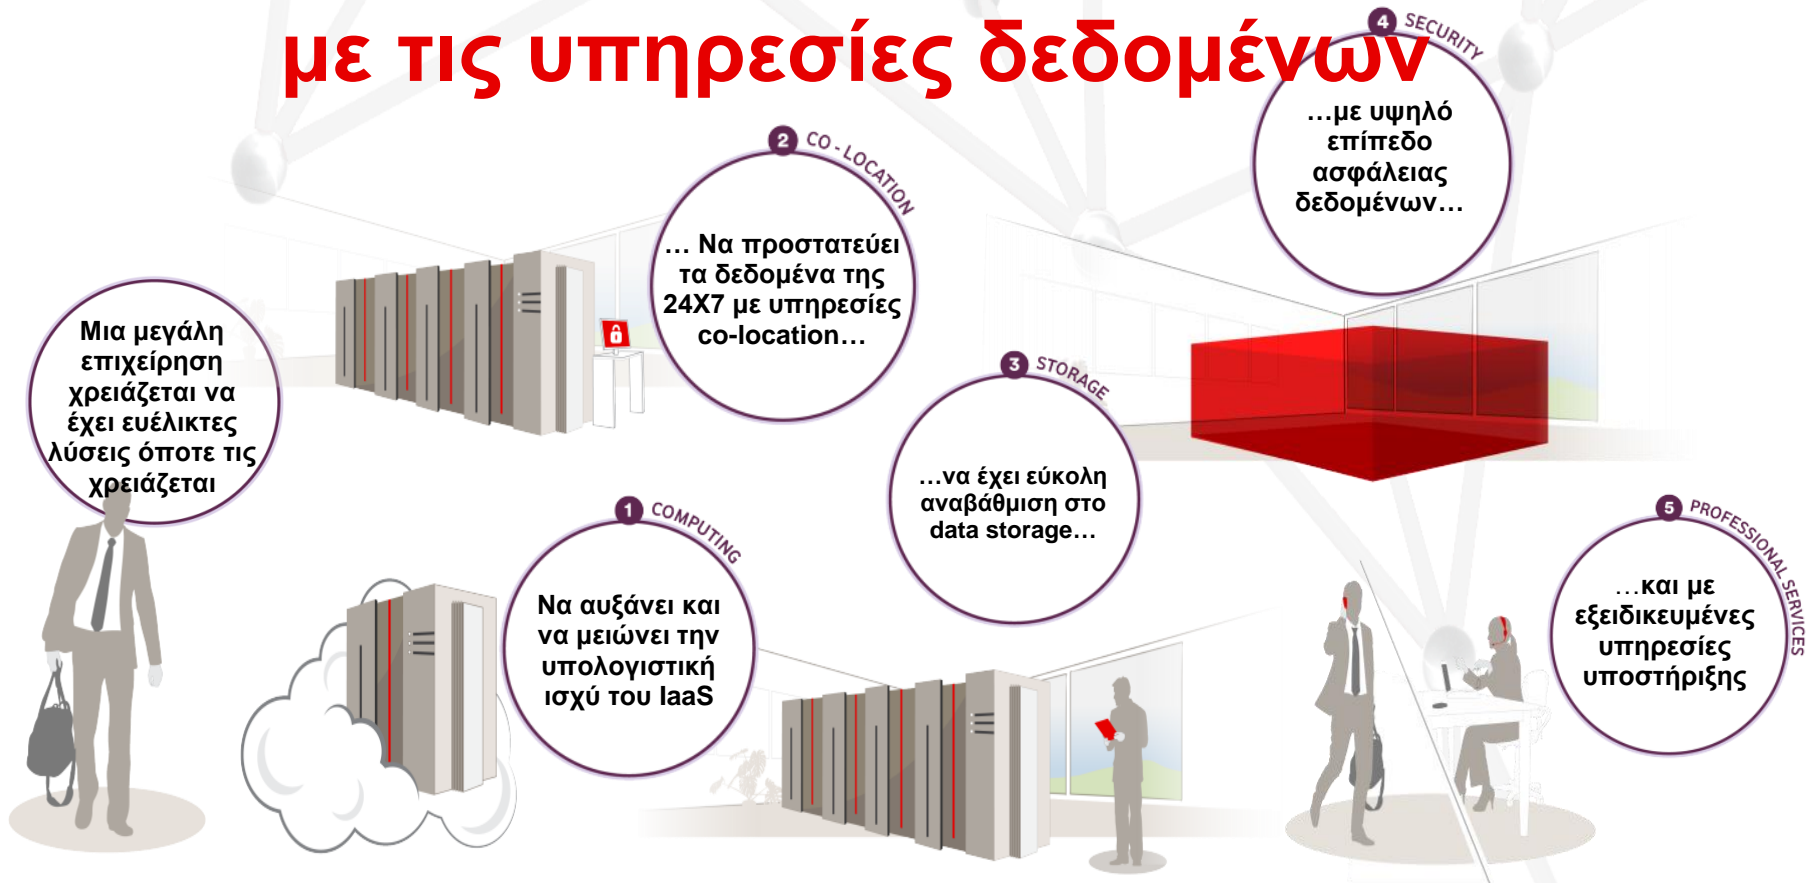 με τις υπηρεσίες δεδομένων
Μια μεγάλη
επιχείρηση
χρειάζεται να
έχει ευέλικτες
λύσεις όποτε τις
χρειάζεται
1 COMPUTING
Να αυξάνει και
να μειώνει την
υπολογιστική
ισχύ του IaaS
2 CO - LOCATION
… Να προστατεύει
τα δεδομένα της
24X7 με υπηρεσίες
co-location…
3 STORAGE
…να έχει εύκολη
αναβάθμιση στο
data storage…
4 SECURITY
…με υψηλό
επίπεδο
ασφάλειας
δεδομένων…
5 PROFESSIONAL SERVICES
…και με
εξειδικευμένες
υπηρεσίες
υποστήριξης